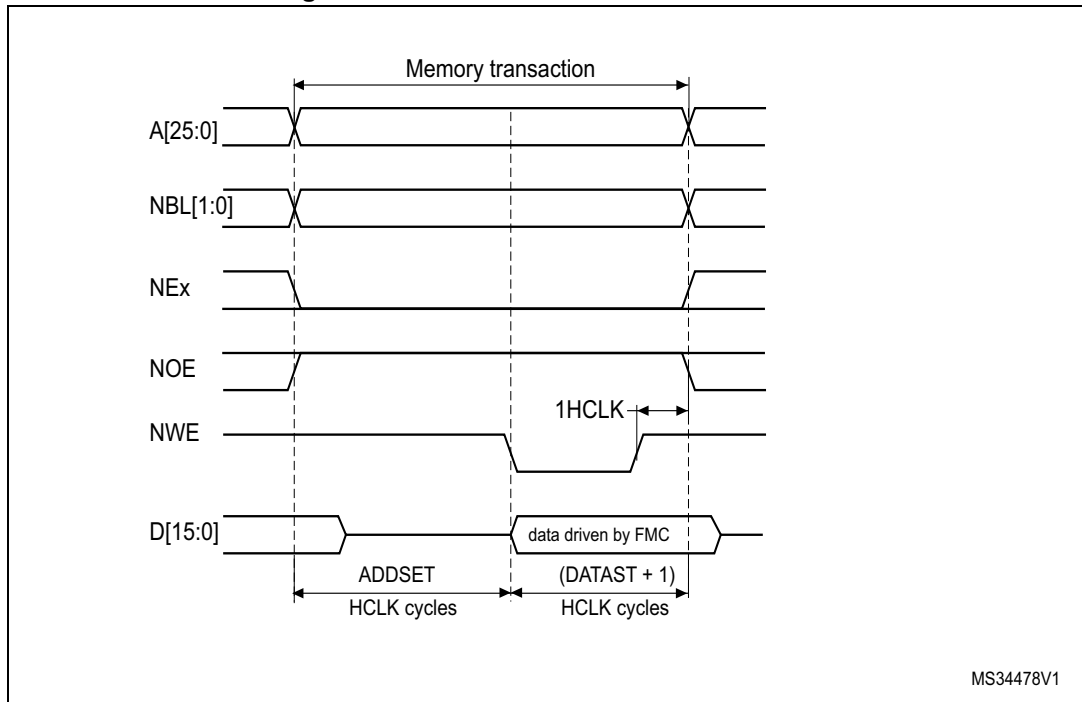 Memory transaction
A[25:0]
NBL[1:0]
NEx
NOE
1HCLK
NWE
D[15:0]
data driven by FMC
ADDSET
(DATAST + 1)
HCLK cycles
HCLK cycles
MS34478V1